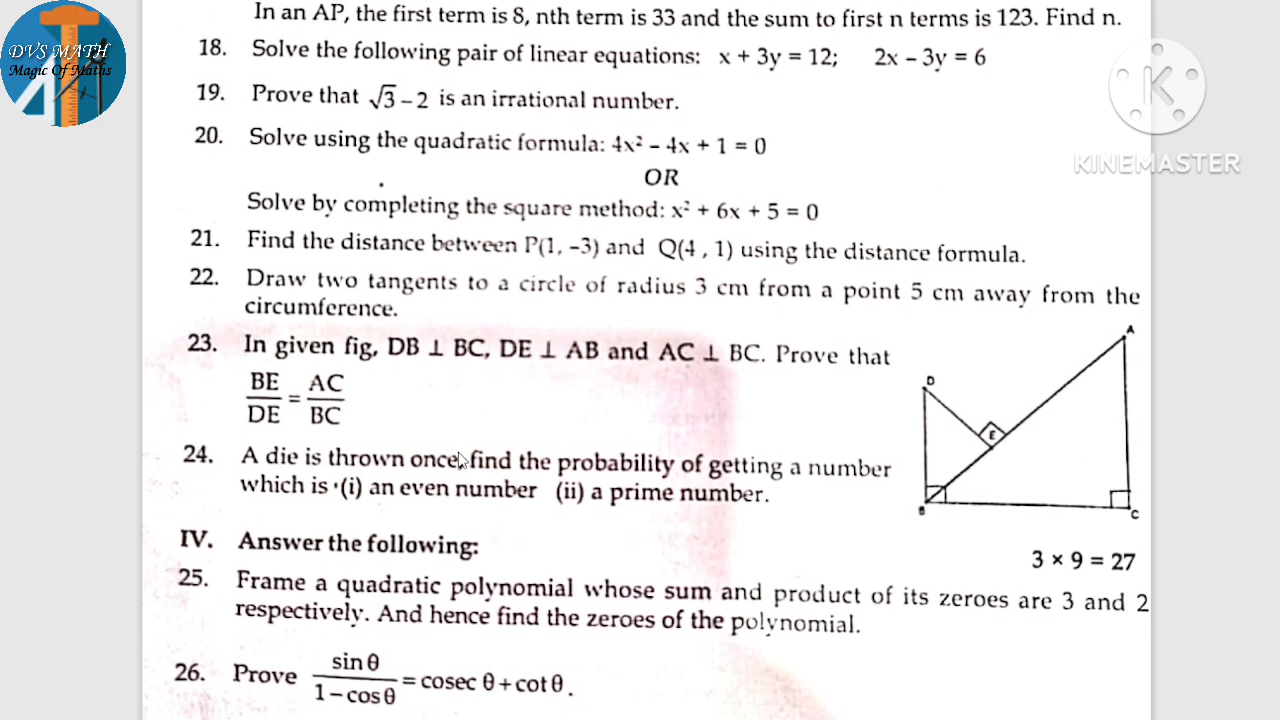 In an AP, the first term is 8, nth term is 33 and the sum to first n terms is 123. Find n.
DVS MATH
Magic Of Maths
18. Solve the following pair of linear equations: x + 3y = 12; 2x – 3y = 6
19. Prove that √3 – 2 is an irrational number.
20. Solve using the quadratic formula: 4x² – 4x + 1 = 0
OR
Solve by completing the square method: x² + 6x + 5 = 0
KINEMASTER
21. Find the distance between P(1, –3) and Q(4 , 1) using the distance formula.
22. Draw two tangents to a circle of radius 3 cm from a point 5 cm away from the
circumference.
23. In given fig, DB ⊥ BC, DE ⊥ AB and AC ⊥ BC. Prove that
BE/DE = AC/BC
A
D
E
B
C
24. A die is thrown once, find the probability of getting a number
which is (i) an even number (ii) a prime number.
IV. Answer the following:
3 × 9 = 27
25. Frame a quadratic polynomial whose sum and product of its zeroes are 3 and 2
respectively. And hence find the zeroes of the polynomial.
26. Prove sin θ/1 – cos θ = cosec θ + cot θ.